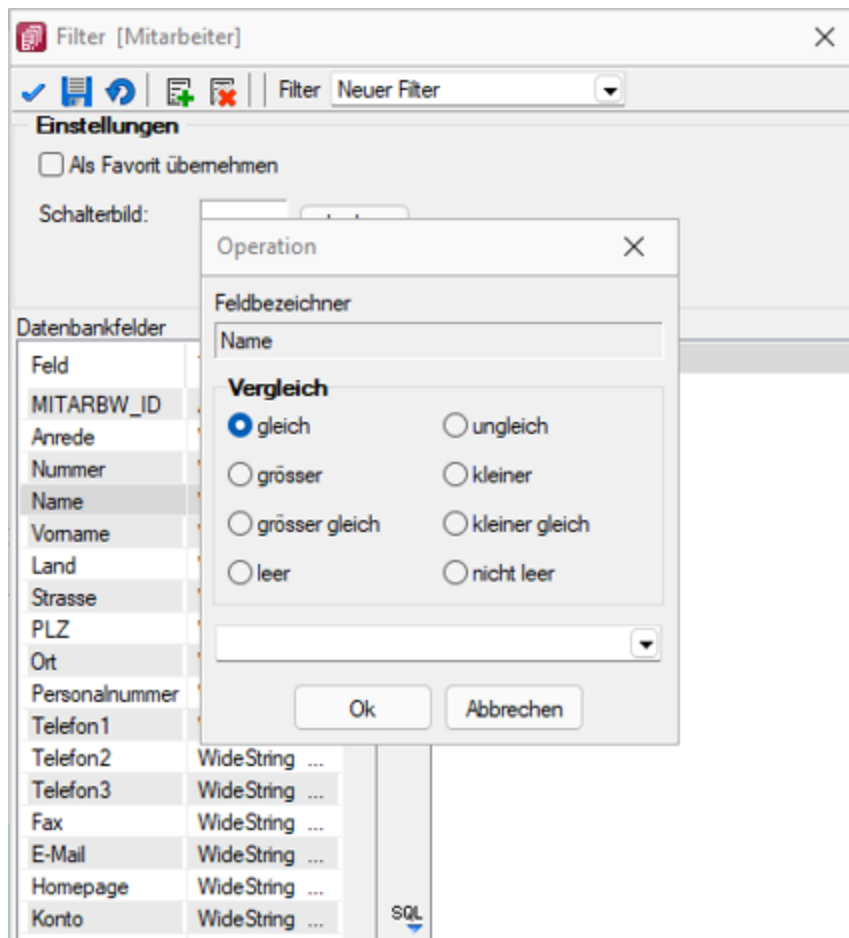 Filter [Mitarbeiter]
Filter Neuer Filter
Einstellungen
Als Favorit übernehmen
Schalterbild:
Operation
Feldbezeichner
Name
Vergleich
gleich ungleich
grösser kleiner
grösser gleich kleiner gleich
leer nicht leer
Ok Abbrechen
Datenbankfelder
Feld
MITARBW_ID
Anrede
Nummer
Name
Vorname
Land
Strasse
PLZ
Ort
Personalnummer
Telefon1
Telefon2 WideString ...
Telefon3 WideString ...
Fax WideString ...
E-Mail WideString ...
Homepage WideString ...
Konto WideString ...
SQL